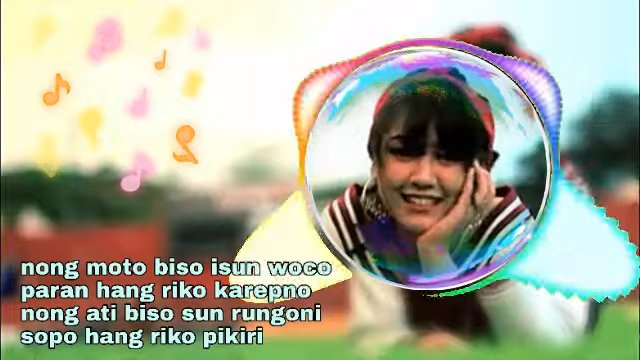 nong moto biso isun woco
paran hang riko karepno
nong ati biso sun rungoni
sopo hang riko pikiri